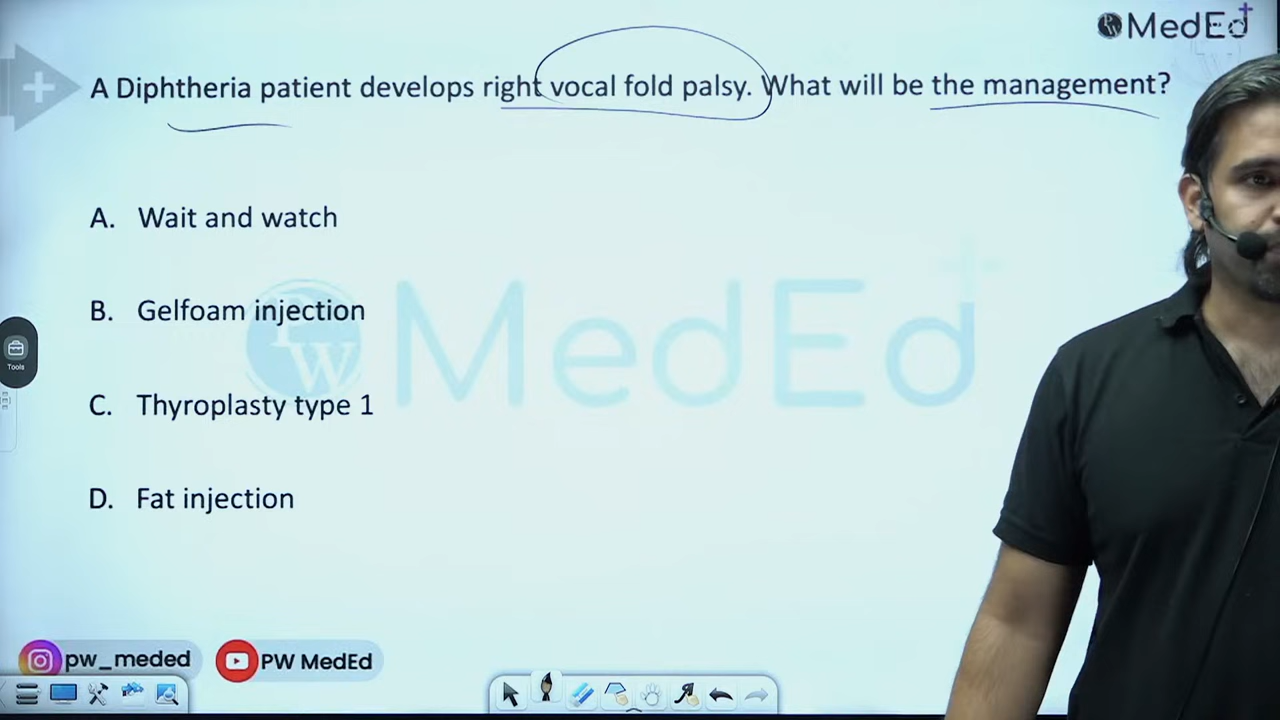 MedEd
A Diphtheria patient develops right vocal fold palsy. What will be the management?
A. Wait and watch
B. Gelfoam injection
C. Thyroplasty type 1
D. Fat injection
PW MedEd
Tools
pw_meded
PW MedEd